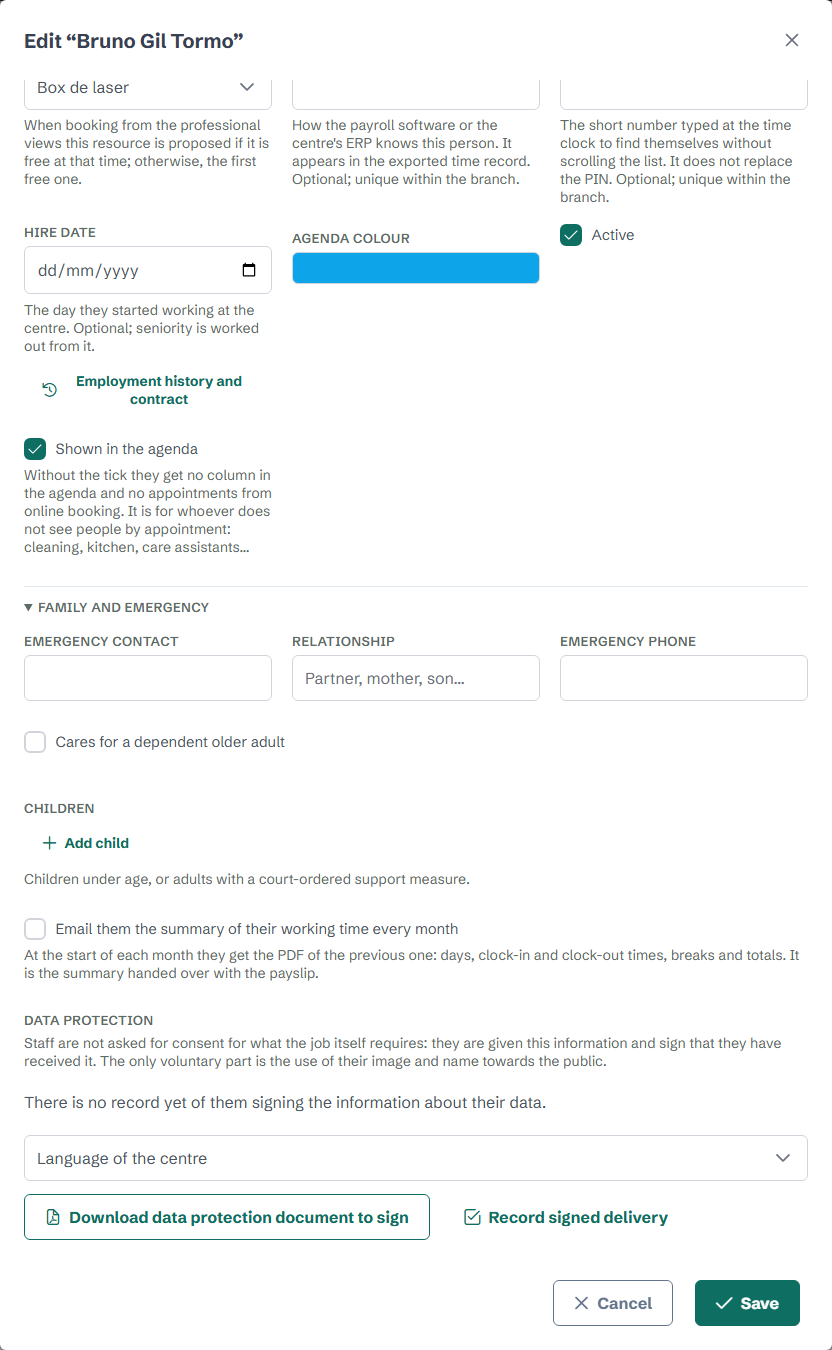 Edit “Bruno Gil Tormo”
Box de laser
When booking from the professional
views this resource is proposed if it is
free at that time; otherwise, the first
free one.
How the payroll software or the
centre's ERP knows this person. It
appears in the exported time record.
Optional; unique within the branch.
The short number typed at the time
clock to find themselves without
scrolling the list. It does not replace
the PIN. Optional; unique within the
branch.
HIRE DATE
dd/mm/yyyy
The day they started working at the
centre. Optional; seniority is worked
out from it.
AGENDA COLOUR
Active
Employment history and
contract
Shown in the agenda
Without the tick they get no column in
the agenda and no appointments from
online booking. It is for whoever does
not see people by appointment:
cleaning, kitchen, care assistants…
FAMILY AND EMERGENCY
EMERGENCY CONTACT
RELATIONSHIP
Partner, mother, son…
EMERGENCY PHONE
Cares for a dependent older adult
CHILDREN
Add child
Children under age, or adults with a court-ordered support measure.
Email them the summary of their working time every month
At the start of each month they get the PDF of the previous one: days, clock-in and clock-out times, breaks and totals. It
is the summary handed over with the payslip.
DATA PROTECTION
Staff are not asked for consent for what the job itself requires: they are given this information and sign that they have
received it. The only voluntary part is the use of their image and name towards the public.
There is no record yet of them signing the information about their data.
Language of the centre
Download data protection document to sign
Record signed delivery
Cancel
Save